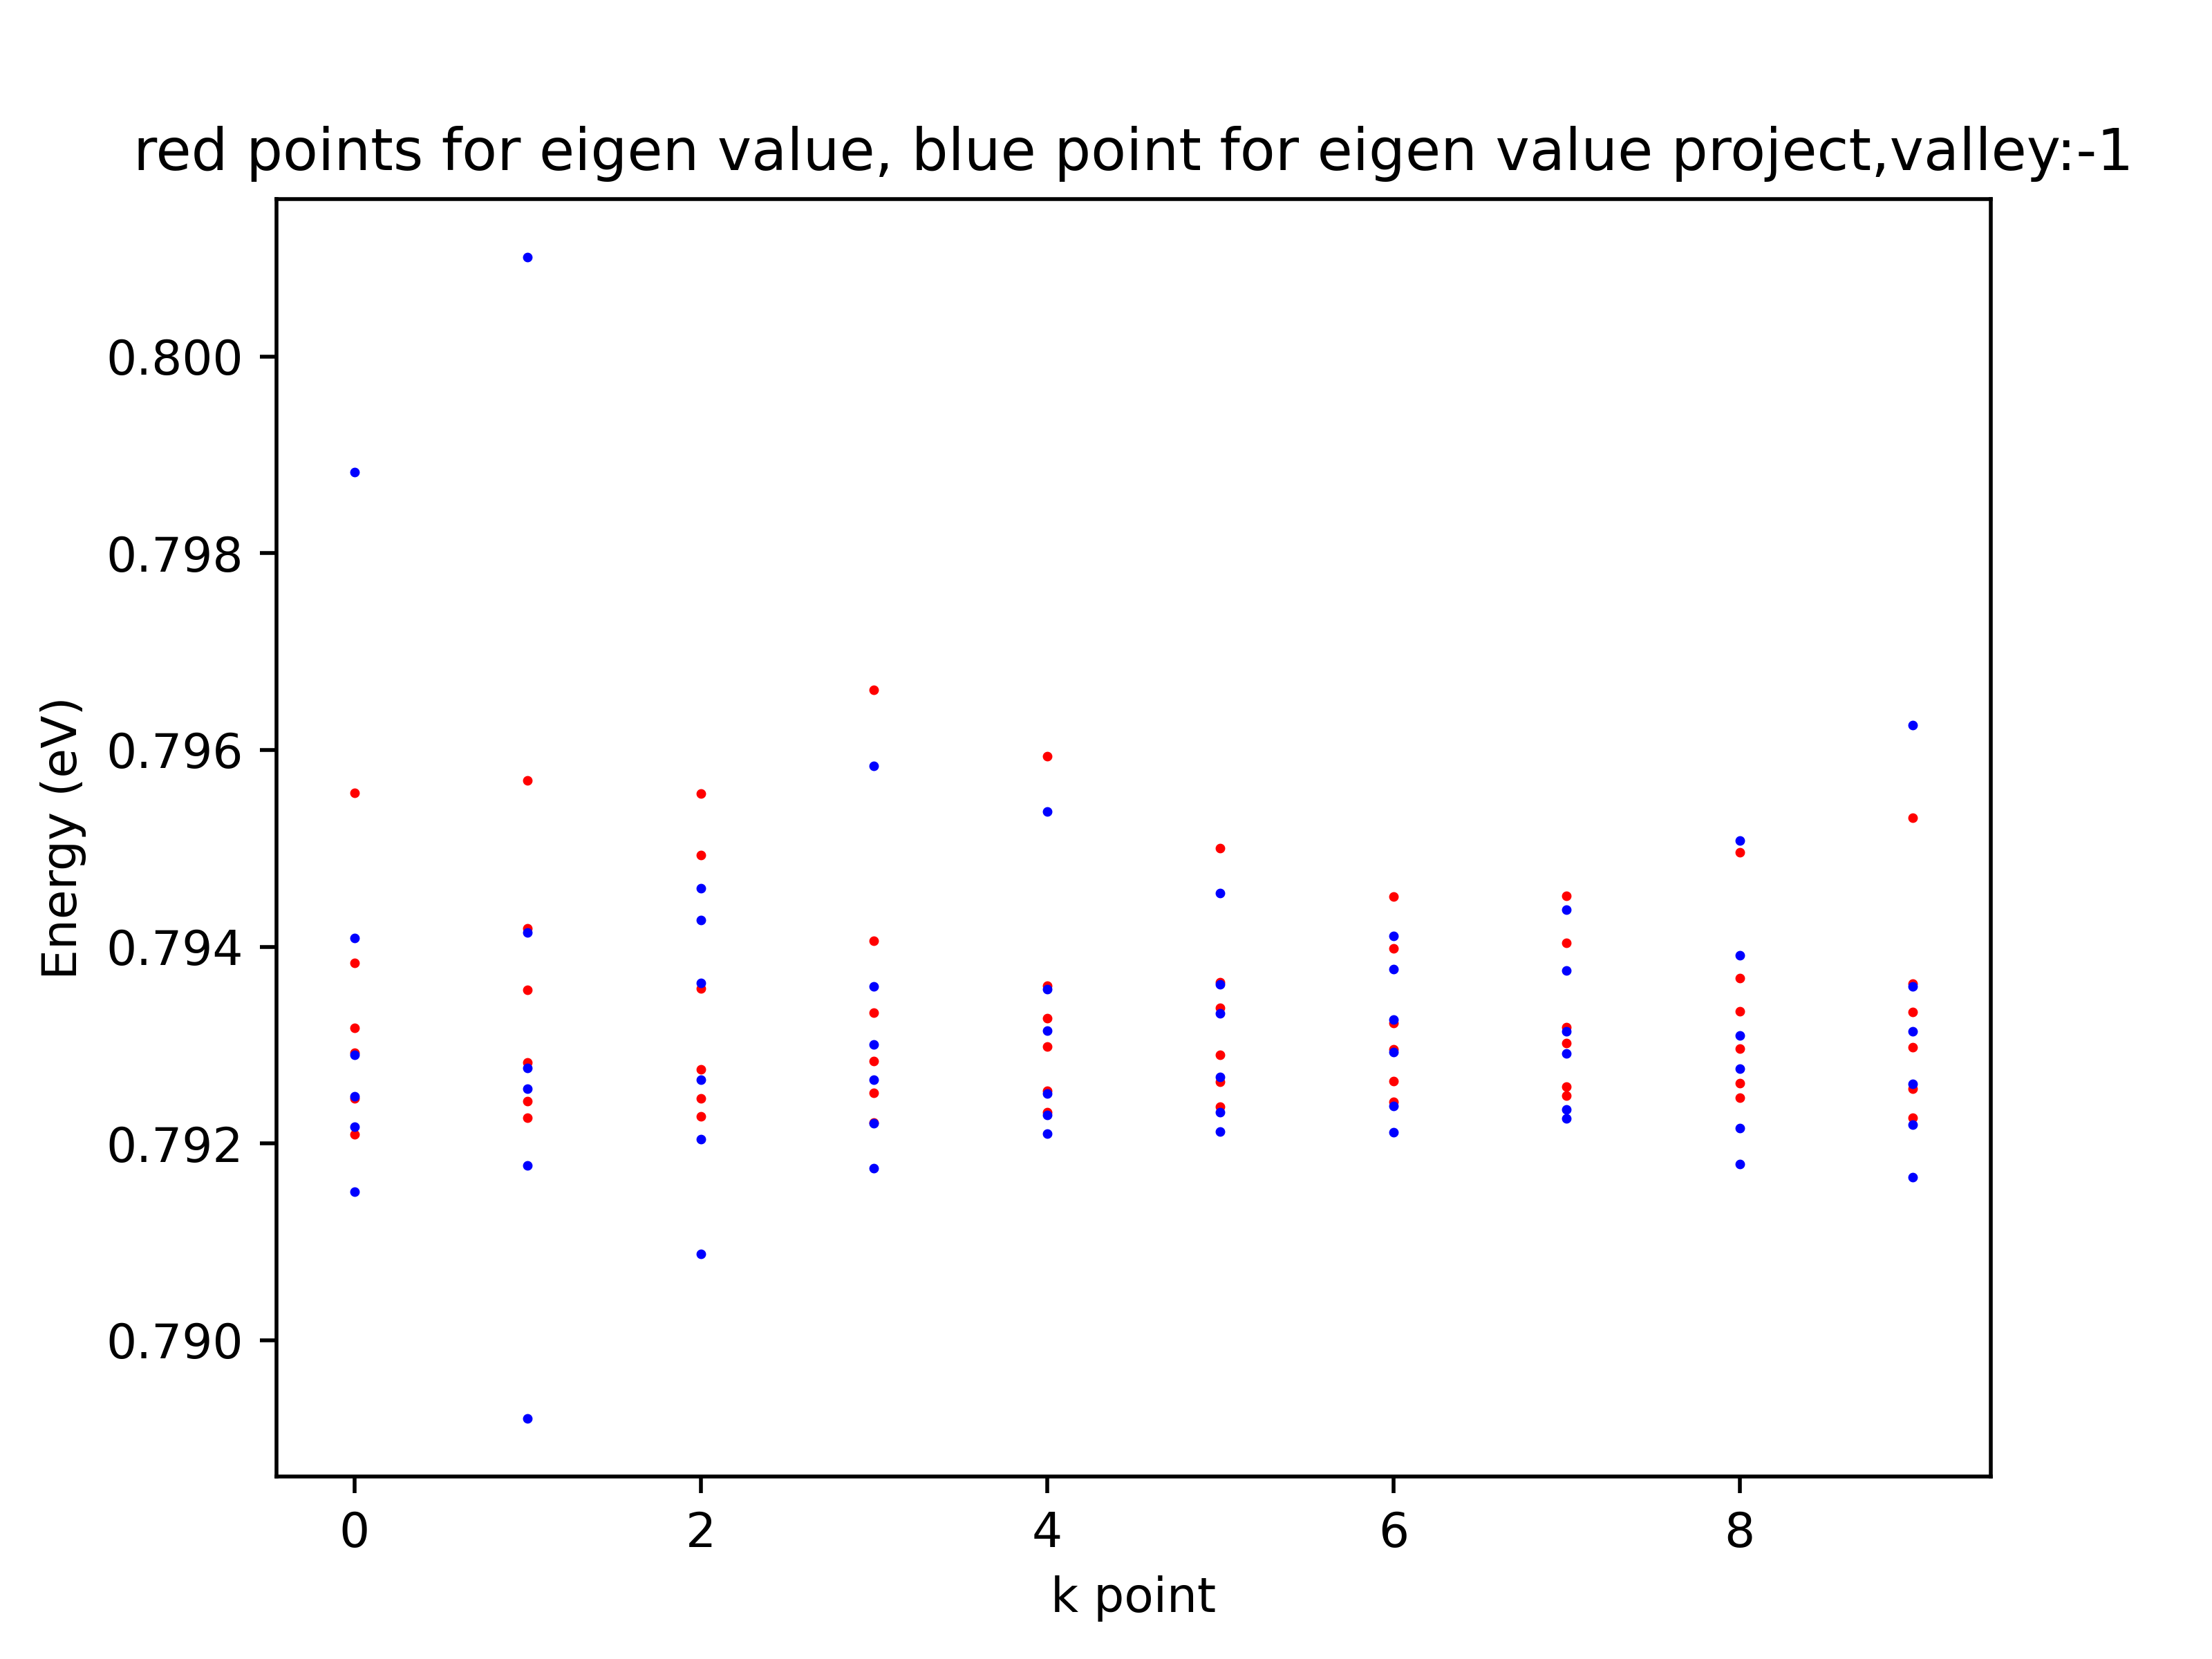 red points for eigen value, blue point for eigen value project,valley:-1
0.800
0.798
0.796
0.794
0.792
0.790
Energy (eV)
0 2 4 6 8
k point